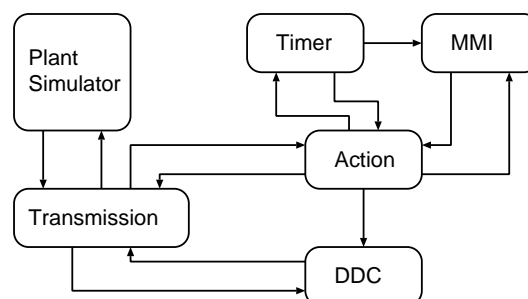 Timer
MMI
Plant
Simulator
Action
Transmission
DDC